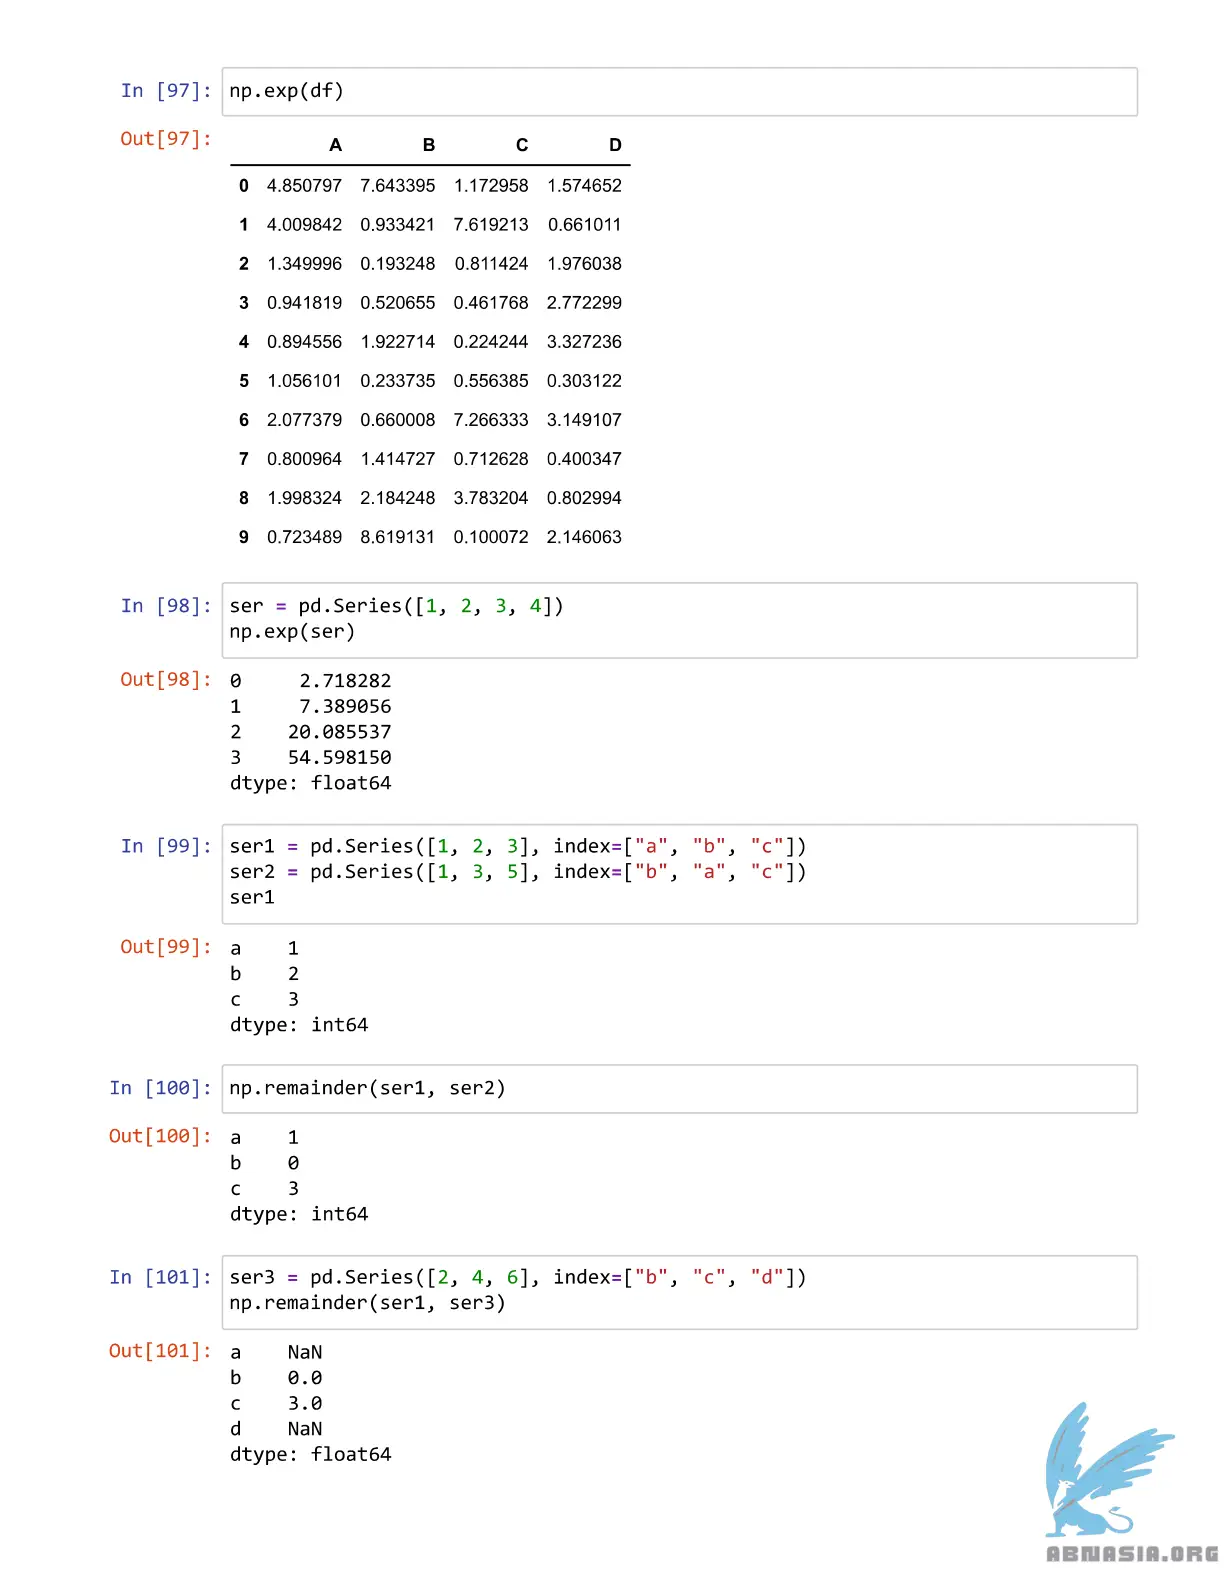 In [97]: np.exp(df)
Out[97]:
A B C D
0 4.850797 7.643395 1.172958 1.574652
1 4.009842 0.933421 7.619213 0.661011
2 1.349996 0.193248 0.811424 1.976038
3 0.941819 0.520655 0.461768 2.772299
4 0.894556 1.922714 0.224244 3.327236
5 1.056101 0.233735 0.556385 0.303122
6 2.077379 0.660008 7.266333 3.149107
7 0.800964 1.414727 0.712628 0.400347
8 1.998324 2.184248 3.783204 0.802994
9 0.723489 8.619131 0.100072 2.146063
In [98]: ser = pd.Series([1, 2, 3, 4])
np.exp(ser)
Out[98]: 0 2.718282
1 7.389056
2 20.085537
3 54.598150
dtype: float64
In [99]: ser1 = pd.Series([1, 2, 3], index=["a", "b", "c"])
ser2 = pd.Series([1, 3, 5], index=["b", "a", "c"])
ser1
Out[99]: a 1
b 2
c 3
dtype: int64
In [100]: np.remainder(ser1, ser2)
Out[100]: a 1
b 0
c 3
dtype: int64
In [101]: ser3 = pd.Series([2, 4, 6], index=["b", "c", "d"])
np.remainder(ser1, ser3)
Out[101]: a NaN
b 0.0
c 3.0
d NaN
dtype: float64
ABNASIA.ORG